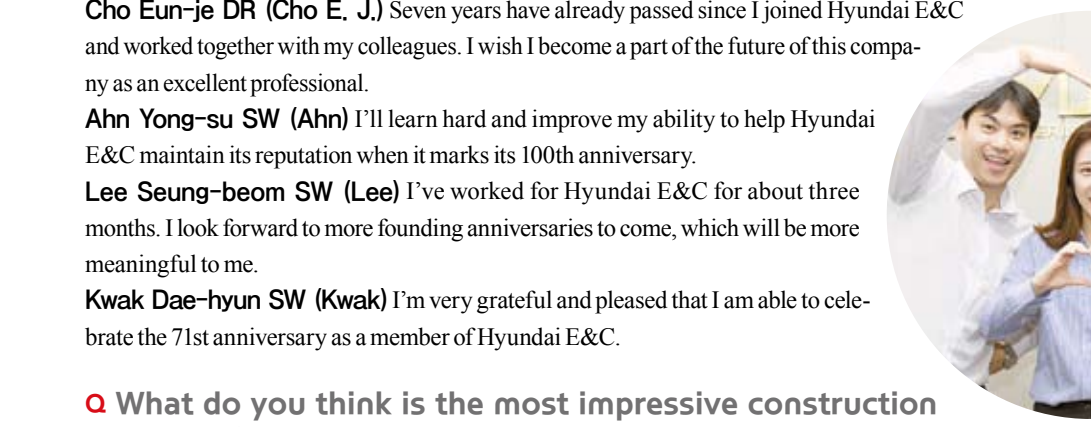 Cho Eun-je DR (Cho E. J.) Seven years have already passed since I joined Hyundai E&C
and worked together with my colleagues. I wish I become a part of the future of this compa-
ny as an excellent professional.
Ahn Yong-su SW (Ahn) I'll learn hard and improve my ability to help Hyundai
E&C maintain its reputation when it marks its 100th anniversary.
Lee Seung-beom SW (Lee) I've worked for Hyundai E&C for about three
months. I look forward to more founding anniversaries to come, which will be more
meaningful to me.
Kwak Dae-hyun SW (Kwak) I'm very grateful and pleased that I am able to cele-
brate the 71st anniversary as a member of Hyundai E&C.
Q What do you think is the most impressive construction